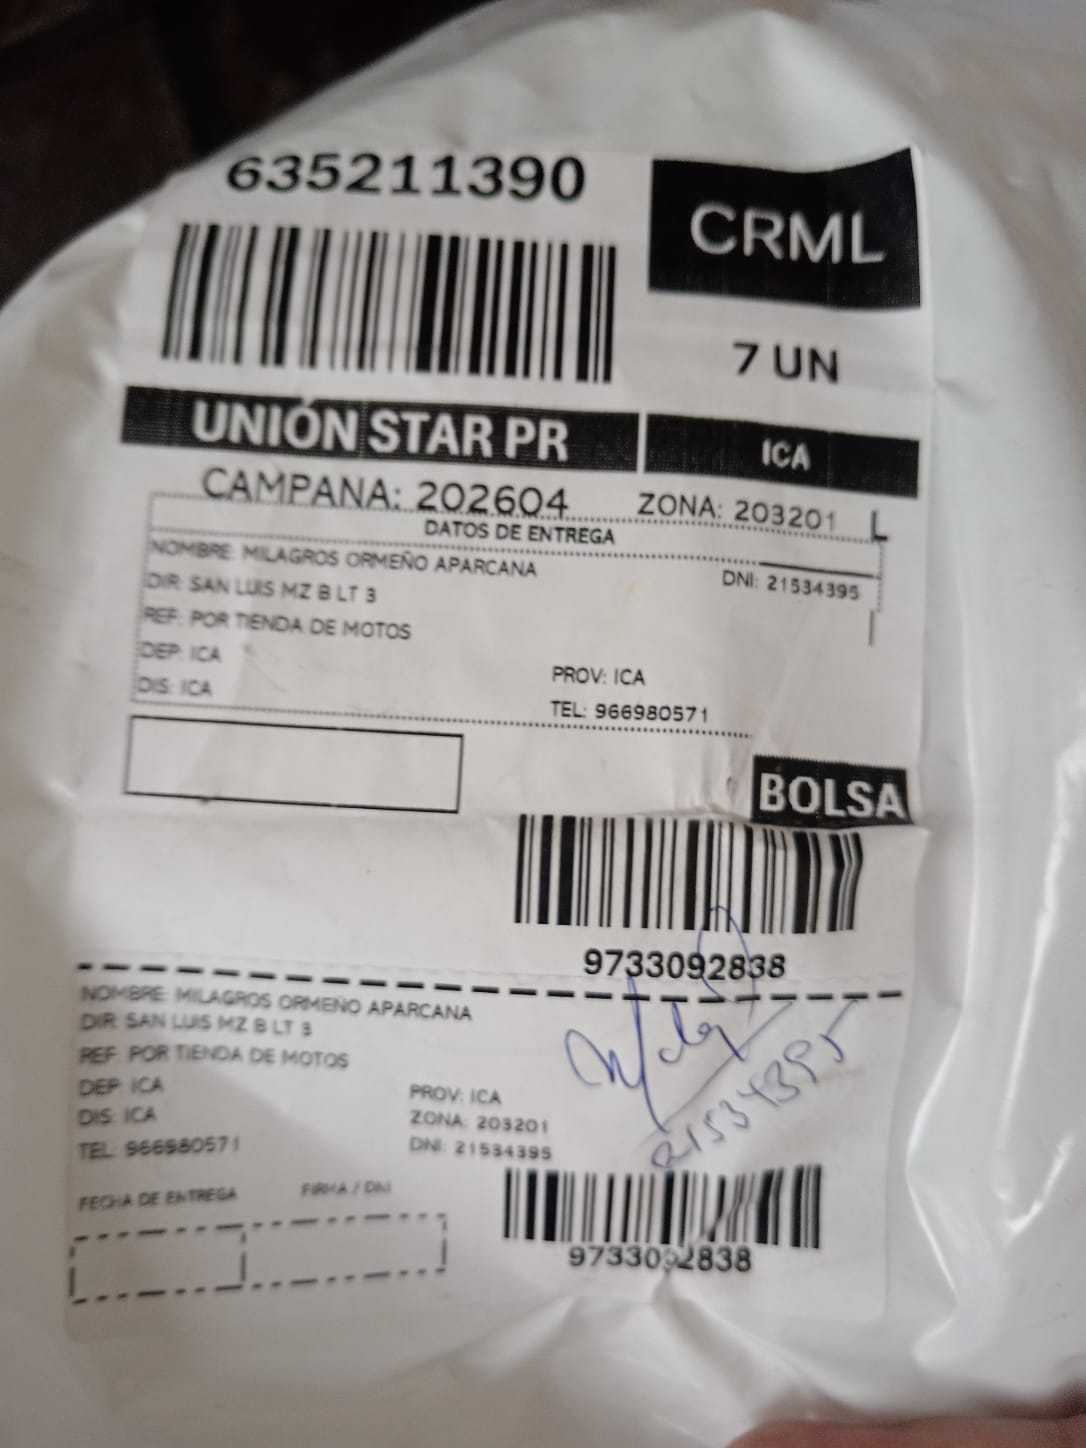 635211390
CRML
7 UN
UNIÓN STAR PR
ICA
CAMPANA: 202604
ZONA: 203201 L
DATOS DE ENTREGA
NOMBRE: MILAGROS ORMEÑO APARCANA
DNI: 21534395
DIR: SAN LUIS MZ B LT 3
REF: POR TIENDA DE MOTOS
DEP: ICA
PROV: ICA
DIS: ICA
TEL: 966980571
BOLSA
9733092838
NOMBRE: MILAGROS ORMEÑO APARCANA
DIR: SAN LUIS MZ B LT 3
REF: POR TIENDA DE MOTOS
DEP: ICA
PROV: ICA
DIS: ICA
ZONA: 203201
TEL: 966980571
DNI: 21534395
21534395
FECHA DE ENTREGA
FIRMA / DNI
9733092838